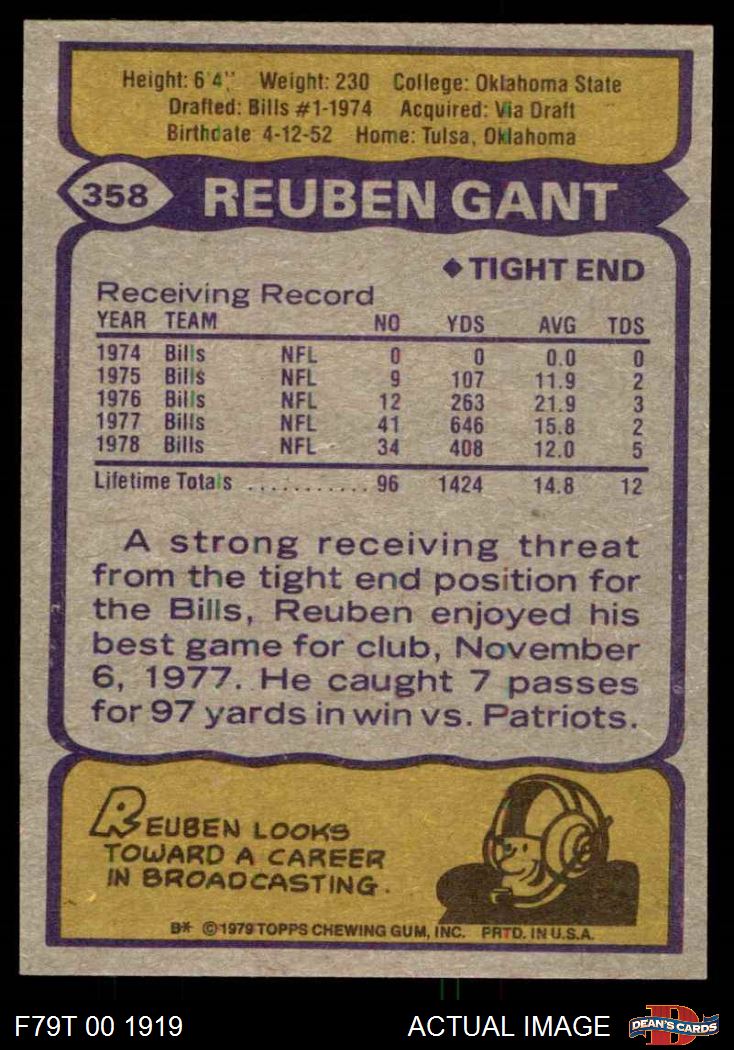 Height: 6'4" Weight: 230 College: Oklahoma State
Drafted: Bills #1-1974 Acquired: Via Draft
Birthdate 4-12-52 Home: Tulsa, Oklahoma
358 REUBEN GANT
◆ TIGHT END
Receiving Record
YEAR TEAM NO YDS AVG TDS
1974 Bills NFL 0 0 0.0 0
1975 Bills NFL 9 107 11.9 2
1976 Bills NFL 12 263 21.9 3
1977 Bills NFL 41 646 15.8 2
1978 Bills NFL 34 408 12.0 5
Lifetime Totals ........... 96 1424 14.8 12
A strong receiving threat
from the tight end position for
the Bills, Reuben enjoyed his
best game for club, November
6, 1977. He caught 7 passes
for 97 yards in win vs. Patriots.
REUBEN LOOKS
TOWARD A CAREER
IN BROADCASTING.
B* © 1979 TOPPS CHEWING GUM, INC. PRTD. IN U.S.A.
F79T 00 1919 ACTUAL IMAGE DEAN'S CARDS